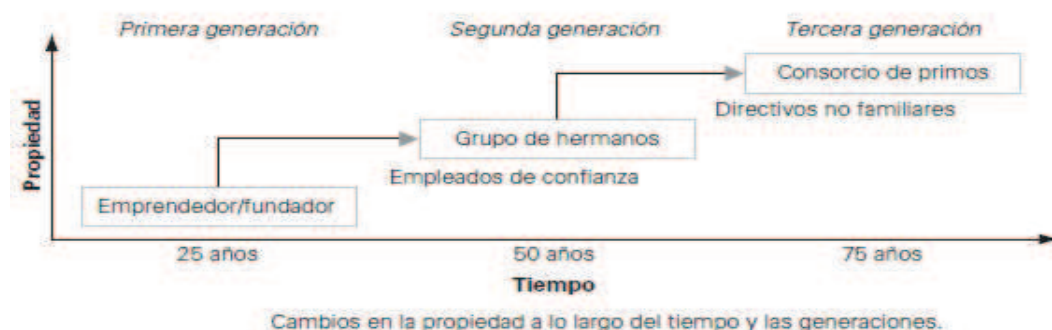 Primera generación Segunda generación Tercera generación
Consorcio de primos
Directivos no familiares
Grupo de hermanos
Empleados de confianza
Emprendedor/fundador
Propiedad
25 años 50 años 75 años
Tiempo
Cambios en la propiedad a lo largo del tiempo y las generaciones.